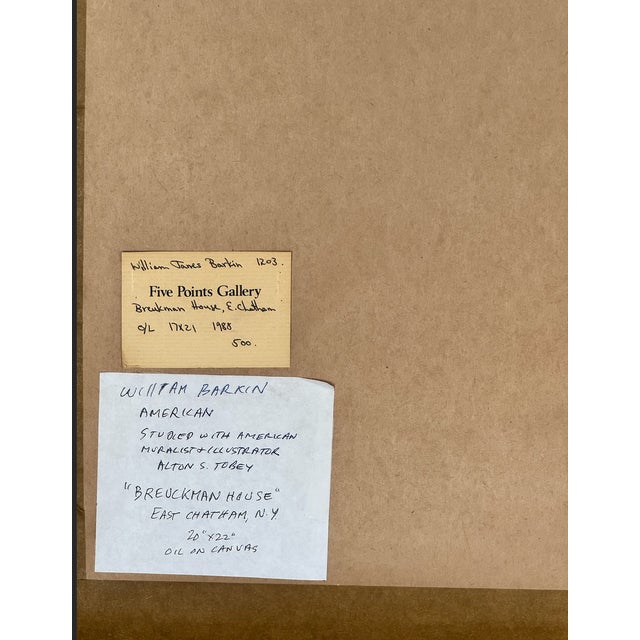 William James Barkin 1203.
Five Points Gallery
Breukman House, E. Chatham
O/L 17X21 1988
500.
WILLIAM BARKIN
AMERICAN
STUDIED WITH AMERICAN
MURALIST & ILLUSTRATOR
ALTON S. TOBEY
"BREUCKMAN HOUSE"
EAST CHATHAM, N.Y
20" X 22"
OIL ON CANVAS